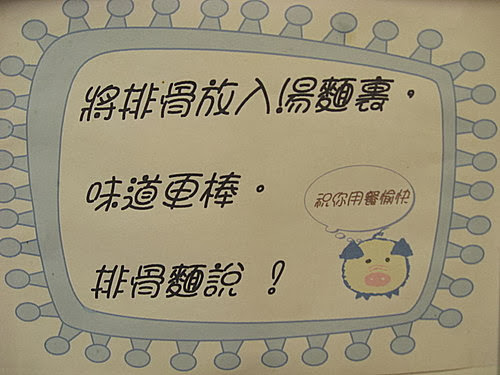 將排骨放入湯麵裏。
味道更棒。
祝你用餐愉快
排骨麵說 ?